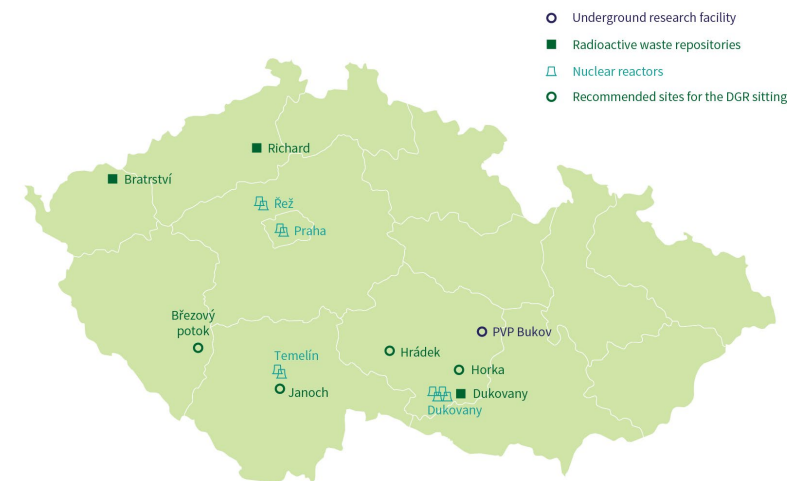 Underground research facility
Radioactive waste repositories
Nuclear reactors
Recommended sites for the DGR sitting
Richard
Bratrství
Řež
Praha
Březový
potok
PVP Bukov
Hrádek
Temelín
Horka
Janoch
Dukovany
Dukovany